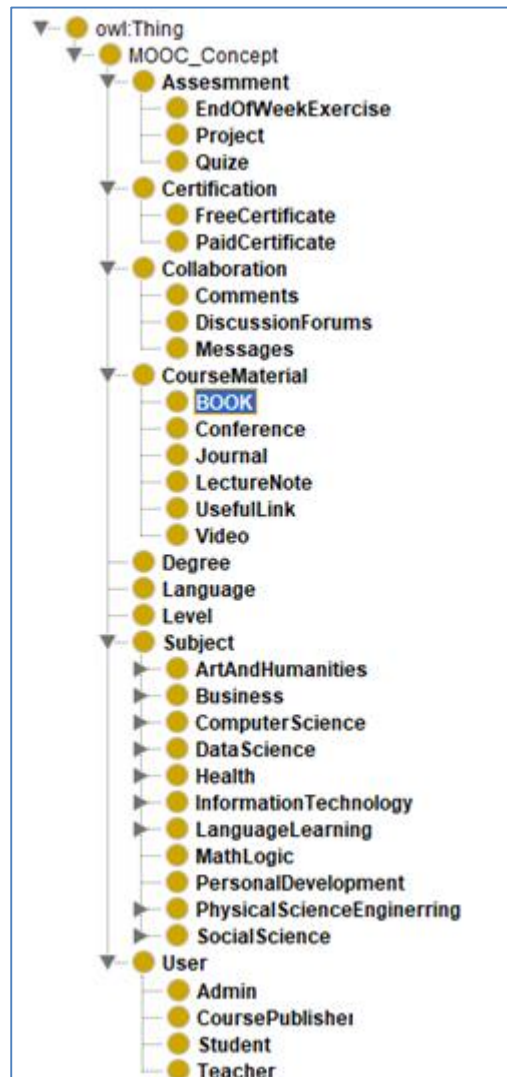 owl:Thing
MOOC_Concept
Assesmment
EndOfWeekExercise
Project
Quize
Certification
FreeCertificate
PaidCertificate
Collaboration
Comments
DiscussionForums
Messages
CourseMaterial
BOOK
Conference
Journal
LectureNote
UsefulLink
Video
Degree
Language
Level
Subject
ArtAndHumanities
Business
ComputerScience
DataScience
Health
InformationTechnology
LanguageLearning
MathLogic
PersonalDevelopment
PhysicalScienceEnginerring
SocialScience
User
Admin
CoursePublisher
Student
Teacher